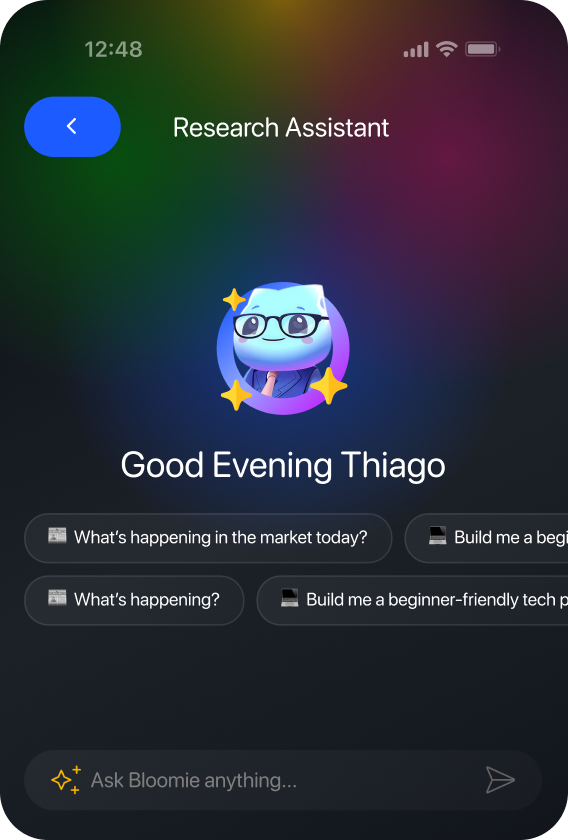 12:48
Research Assistant
Good Evening Thiago
What's happening in the market today? Build me a begi
What's happening? Build me a beginner-friendly tech p
Ask Bloomie anything...